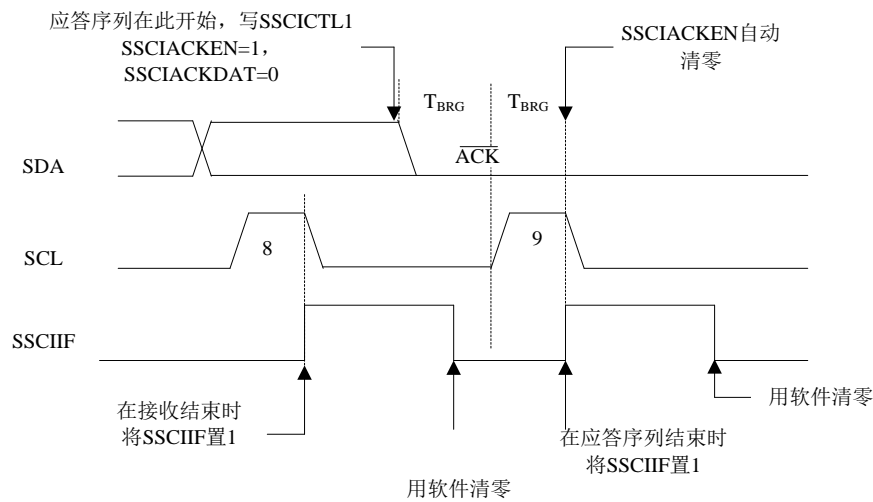 应答序列在此开始，写SSCICTL1
SSCIACKEN=1，
SSCIACKDAT=0
SSCIACKEN自动
清零
TBRG
TBRG
SDA
ACK
SCL
8
9
SSCIIF
在接收结束时
将SSCIIF置1
用软件清零
在应答序列结束时
将SSCIIF置1
用软件清零